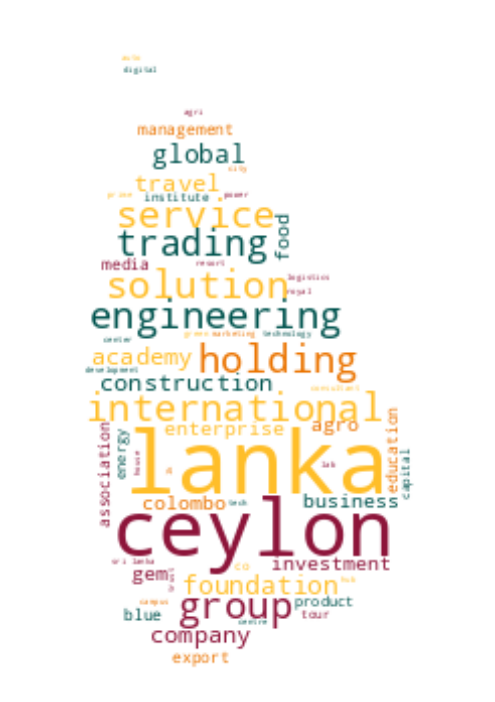 auto
digital
agri
management
global
city
travel
prime institute power
service
trading food
media resort
solution logistics
royal
engineering
green marketing technology
center
academy holding
development
construction consultant
international
enterprise agro education
association energy house lanka lab capital
4
colombo tech business
ceylon
sri lanka investment
gem trust co
foundation hub
campus group product
blue centre tour
company
export